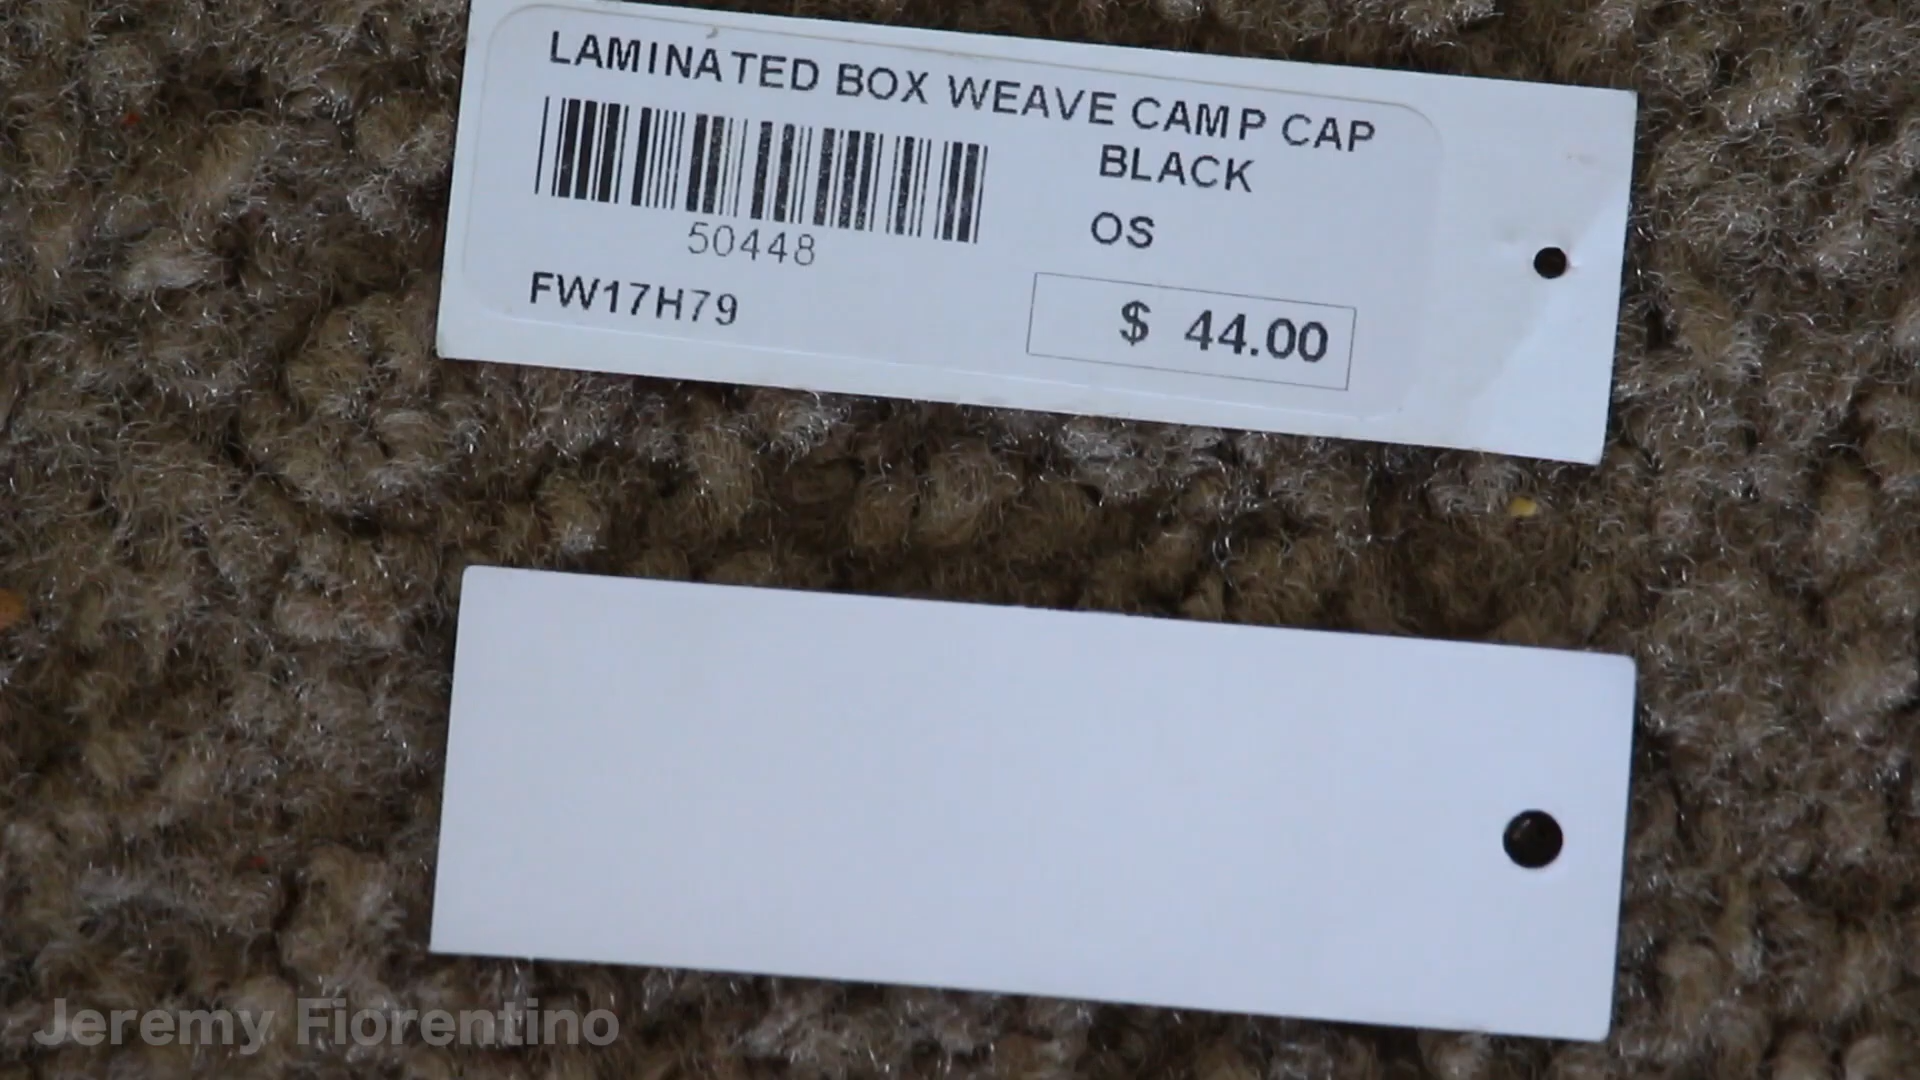 LAMINATED BOX WEAVE CAMP CAP
BLACK
OS
50448
FW17H79
$ 44.00
Jeremy Fiorentino